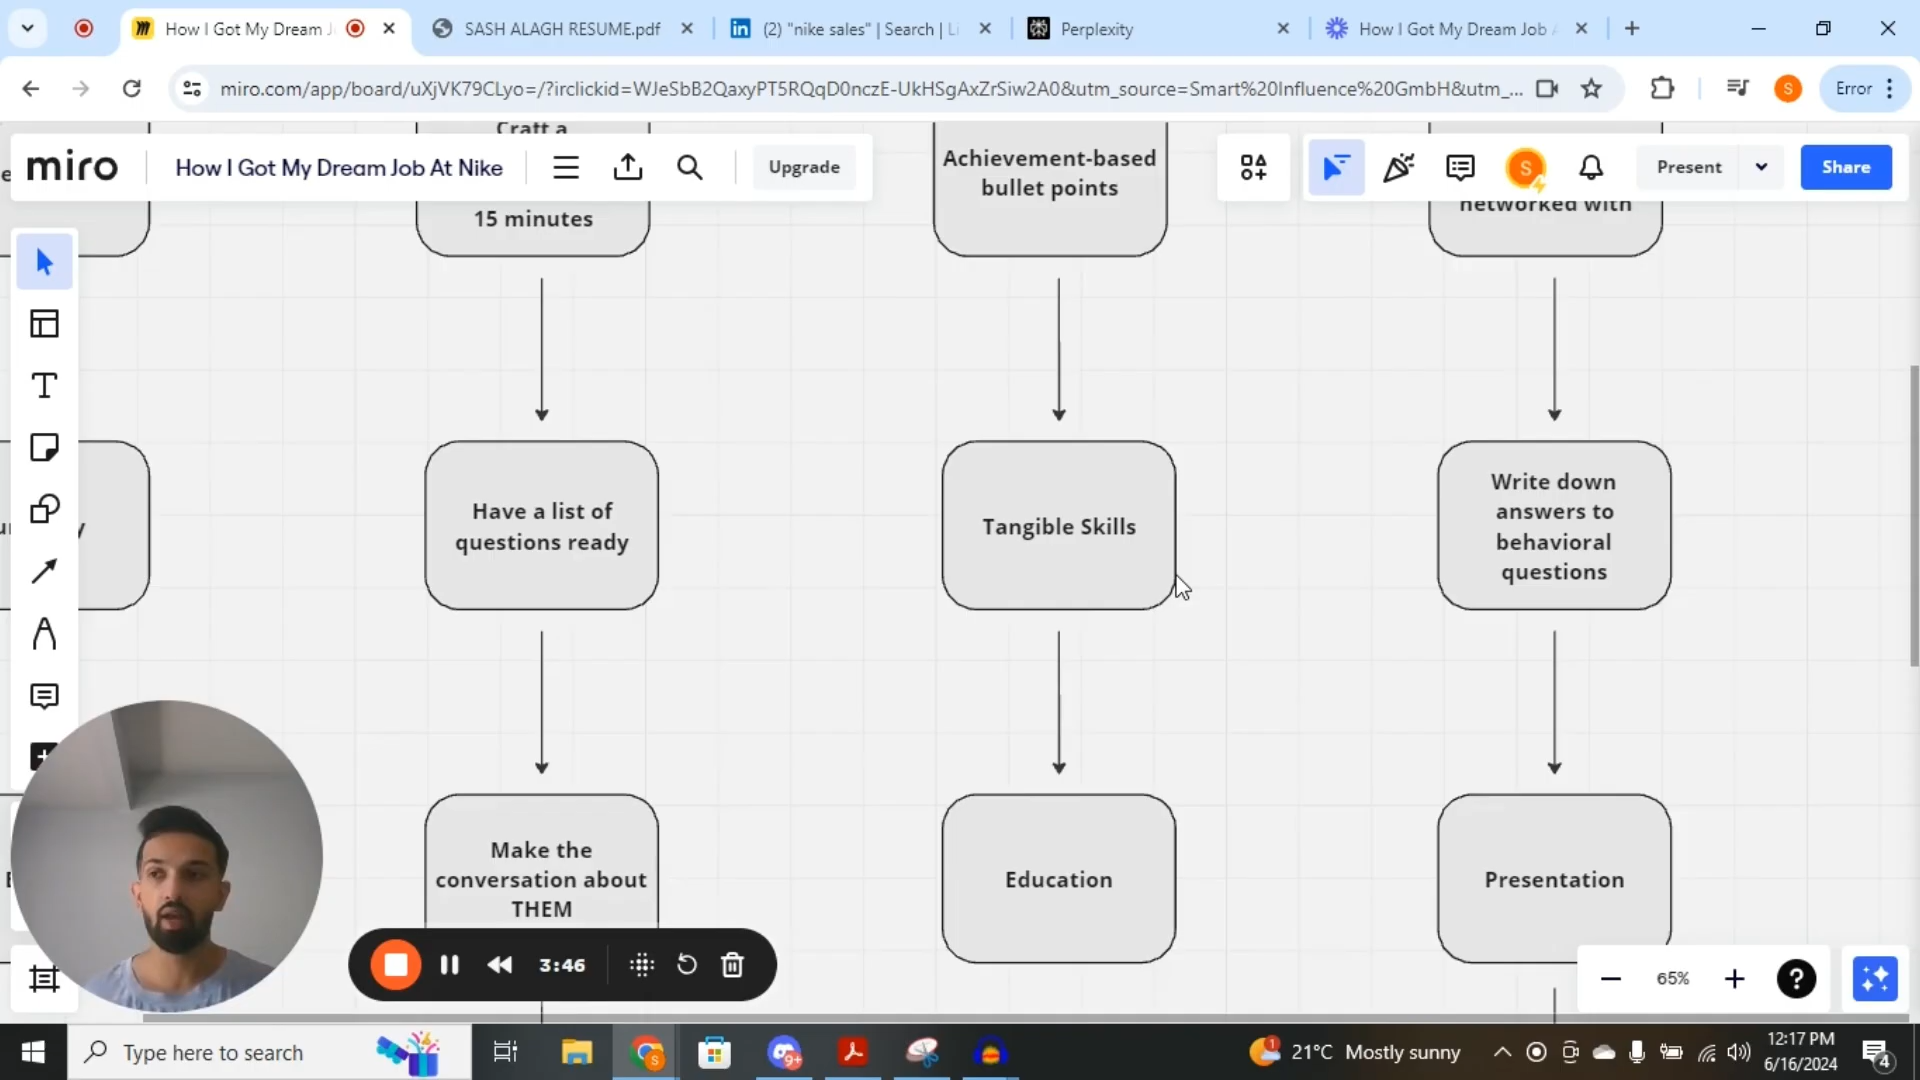 How I Got My Dream J
SASH ALAGH RESUME.pdf
(2) "nike sales" | Search | Li
Perplexity
How I Got My Dream Job A
miro.com/app/board/uXjVK79CLyo=/?irclickid=WJeSbB2QaxyPT5RQqD0nczE-UkHSgAxZrSiw2A0&utm_source=Smart%20Influence%20GmbH&utm_...
S
Error
miro
How I Got My Dream Job At Nike
Upgrade
S
Present
Share
Craft a
15 minutes
Achievement-based
bullet points
networked with
Have a list of
questions ready
Tangible Skills
Write down
answers to
behavioral
questions
Make the
conversation about
THEM
Education
Presentation
3:46
65%
?
Type here to search
S
9+
1
21°C Mostly sunny
12:17 PM
6/16/2024
4